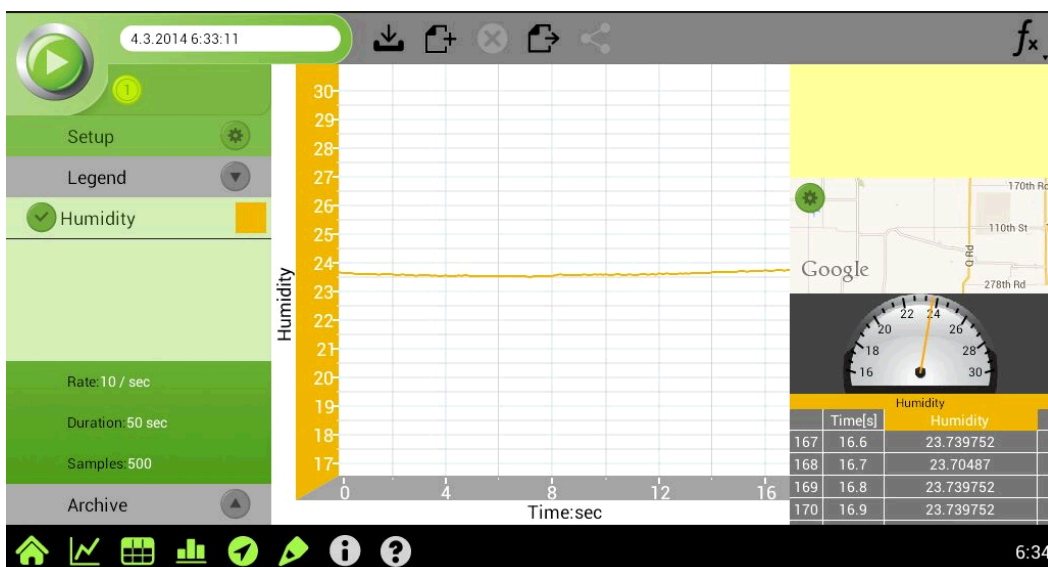 4.3.2014 6:33:11
fx
1
Setup
Legend
Humidity
Rate:10 / sec
Duration:50 sec
Samples:500
Archive
Humidity
30
29
28
27
26
25
24
23
22
21
20
19
18
17
0 4 8 12 16
Time:sec
170th Rd
110th St
Q Rd
278th Rd
Google
16 18 20 22 24 26 28 30
Humidity
Time[s] Humidity
167 16.6 23.739752
168 16.7 23.70487
169 16.8 23.739752
170 16.9 23.739752
i ?
6:34